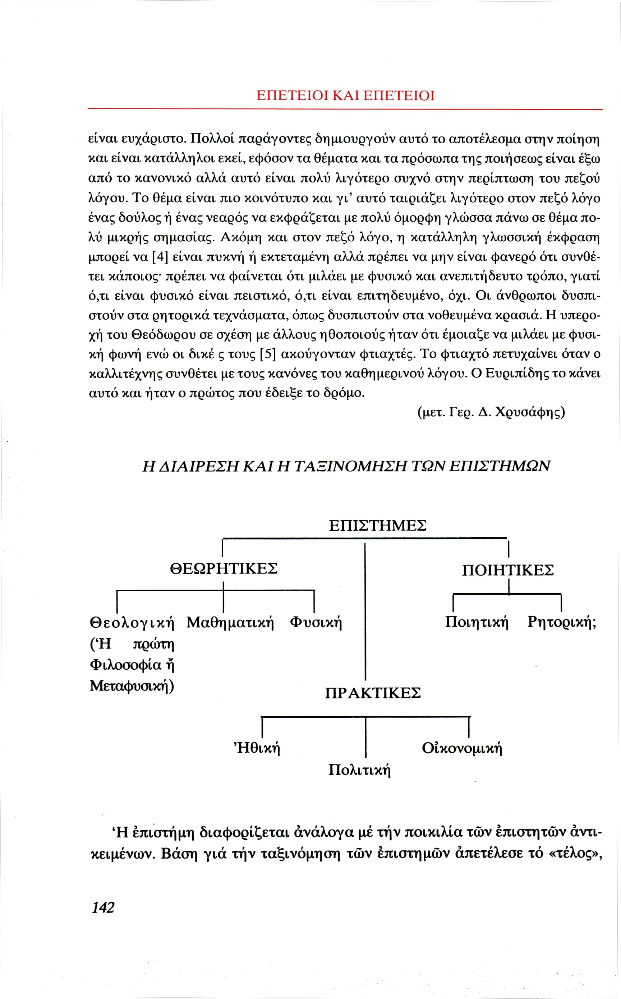 ΕΠΕΤΕΙΟΙ ΚΑΙ ΕΠΕΤΕΙΟΙ
είναι ευχάριστο. Πολλοί παράγοντες δημιουργούν αυτό το αποτέλεσμα στην ποίηση
και είναι κατάλληλοι εκεί, εφόσον τα θέματα και τα πρόσωπα της ποιήσεως είναι έξω
από το κανονικό αλλά αυτό είναι πολύ λιγότερο συχνό στην περίπτωση του πεζού
λόγου. Το θέμα είναι πιο κοινότυπο και γι’ αυτό ταιριάζει λιγότερο στον πεζό λόγο
ένας δούλος ή ένας νεαρός να εκφράζεται με πολύ όμορφη γλώσσα πάνω σε θέμα πο-
λύ μικρής σημασίας. Ακόμη και στον πεζό λόγο, η κατάλληλη γλωσσική έκφραση
μπορεί να [4] είναι πυκνή ή εκτεταμένη αλλά πρέπει να μην είναι φανερό ότι συνθέ-
τει κάποιος· πρέπει να φαίνεται ότι μιλάει με φυσικό και ανεπιτήδευτο τρόπο, γιατί
ό,τι είναι φυσικό είναι πειστικό, ό,τι είναι επιτηδευμένο, όχι. Οι άνθρωποι δυσπι-
στούν στα ρητορικά τεχνάσματα, όπως δυσπιστούν στα νοθευμένα κρασιά. Η υπερο-
χή του Θεόδωρου σε σχέση με άλλους ηθοποιούς ήταν ότι έμοιαζε να μιλάει με φυσι-
κή φωνή ενώ οι δικέ ς τους [5] ακούγονταν φτιαχτές. Το φτιαχτό πετυχαίνει όταν ο
καλλιτέχνης συνθέτει με τους κανόνες του καθημερινού λόγου. Ο Ευριπίδης το κάνει
αυτό και ήταν ο πρώτος που έδειξε το δρόμο.
(μετ. Γερ. Δ. Χρυσάφης)
Η ΔΙΑΙΡΕΣΗ ΚΑΙ Η ΤΑΞΙΝΟΜΗΣΗ ΤΩΝ ΕΠΙΣΤΗΜΩΝ
ΕΠΙΣΤΗΜΕΣ
ΘΕΩΡΗΤΙΚΕΣ ΠΟΙΗΤΙΚΕΣ
Θεολογική Μαθηματική Φυσική Ποιητική Ρητορική;
(Ἡ πρώτη
Φιλοσοφία ἤ
Μεταφυσική)
ΠΡΑΚΤΙΚΕΣ
Ἠθική Οἰκονομική
Πολιτική
Ἡ ἐπιστήμη διαφορίζεται ἀνάλογα μέ τήν ποικιλία τῶν ἐπιστητῶν ἀντι-
κειμένων. Βάση γιά τήν ταξινόμηση τῶν ἐπιστημῶν ἀπετέλεσε τό «τέλος»,
142